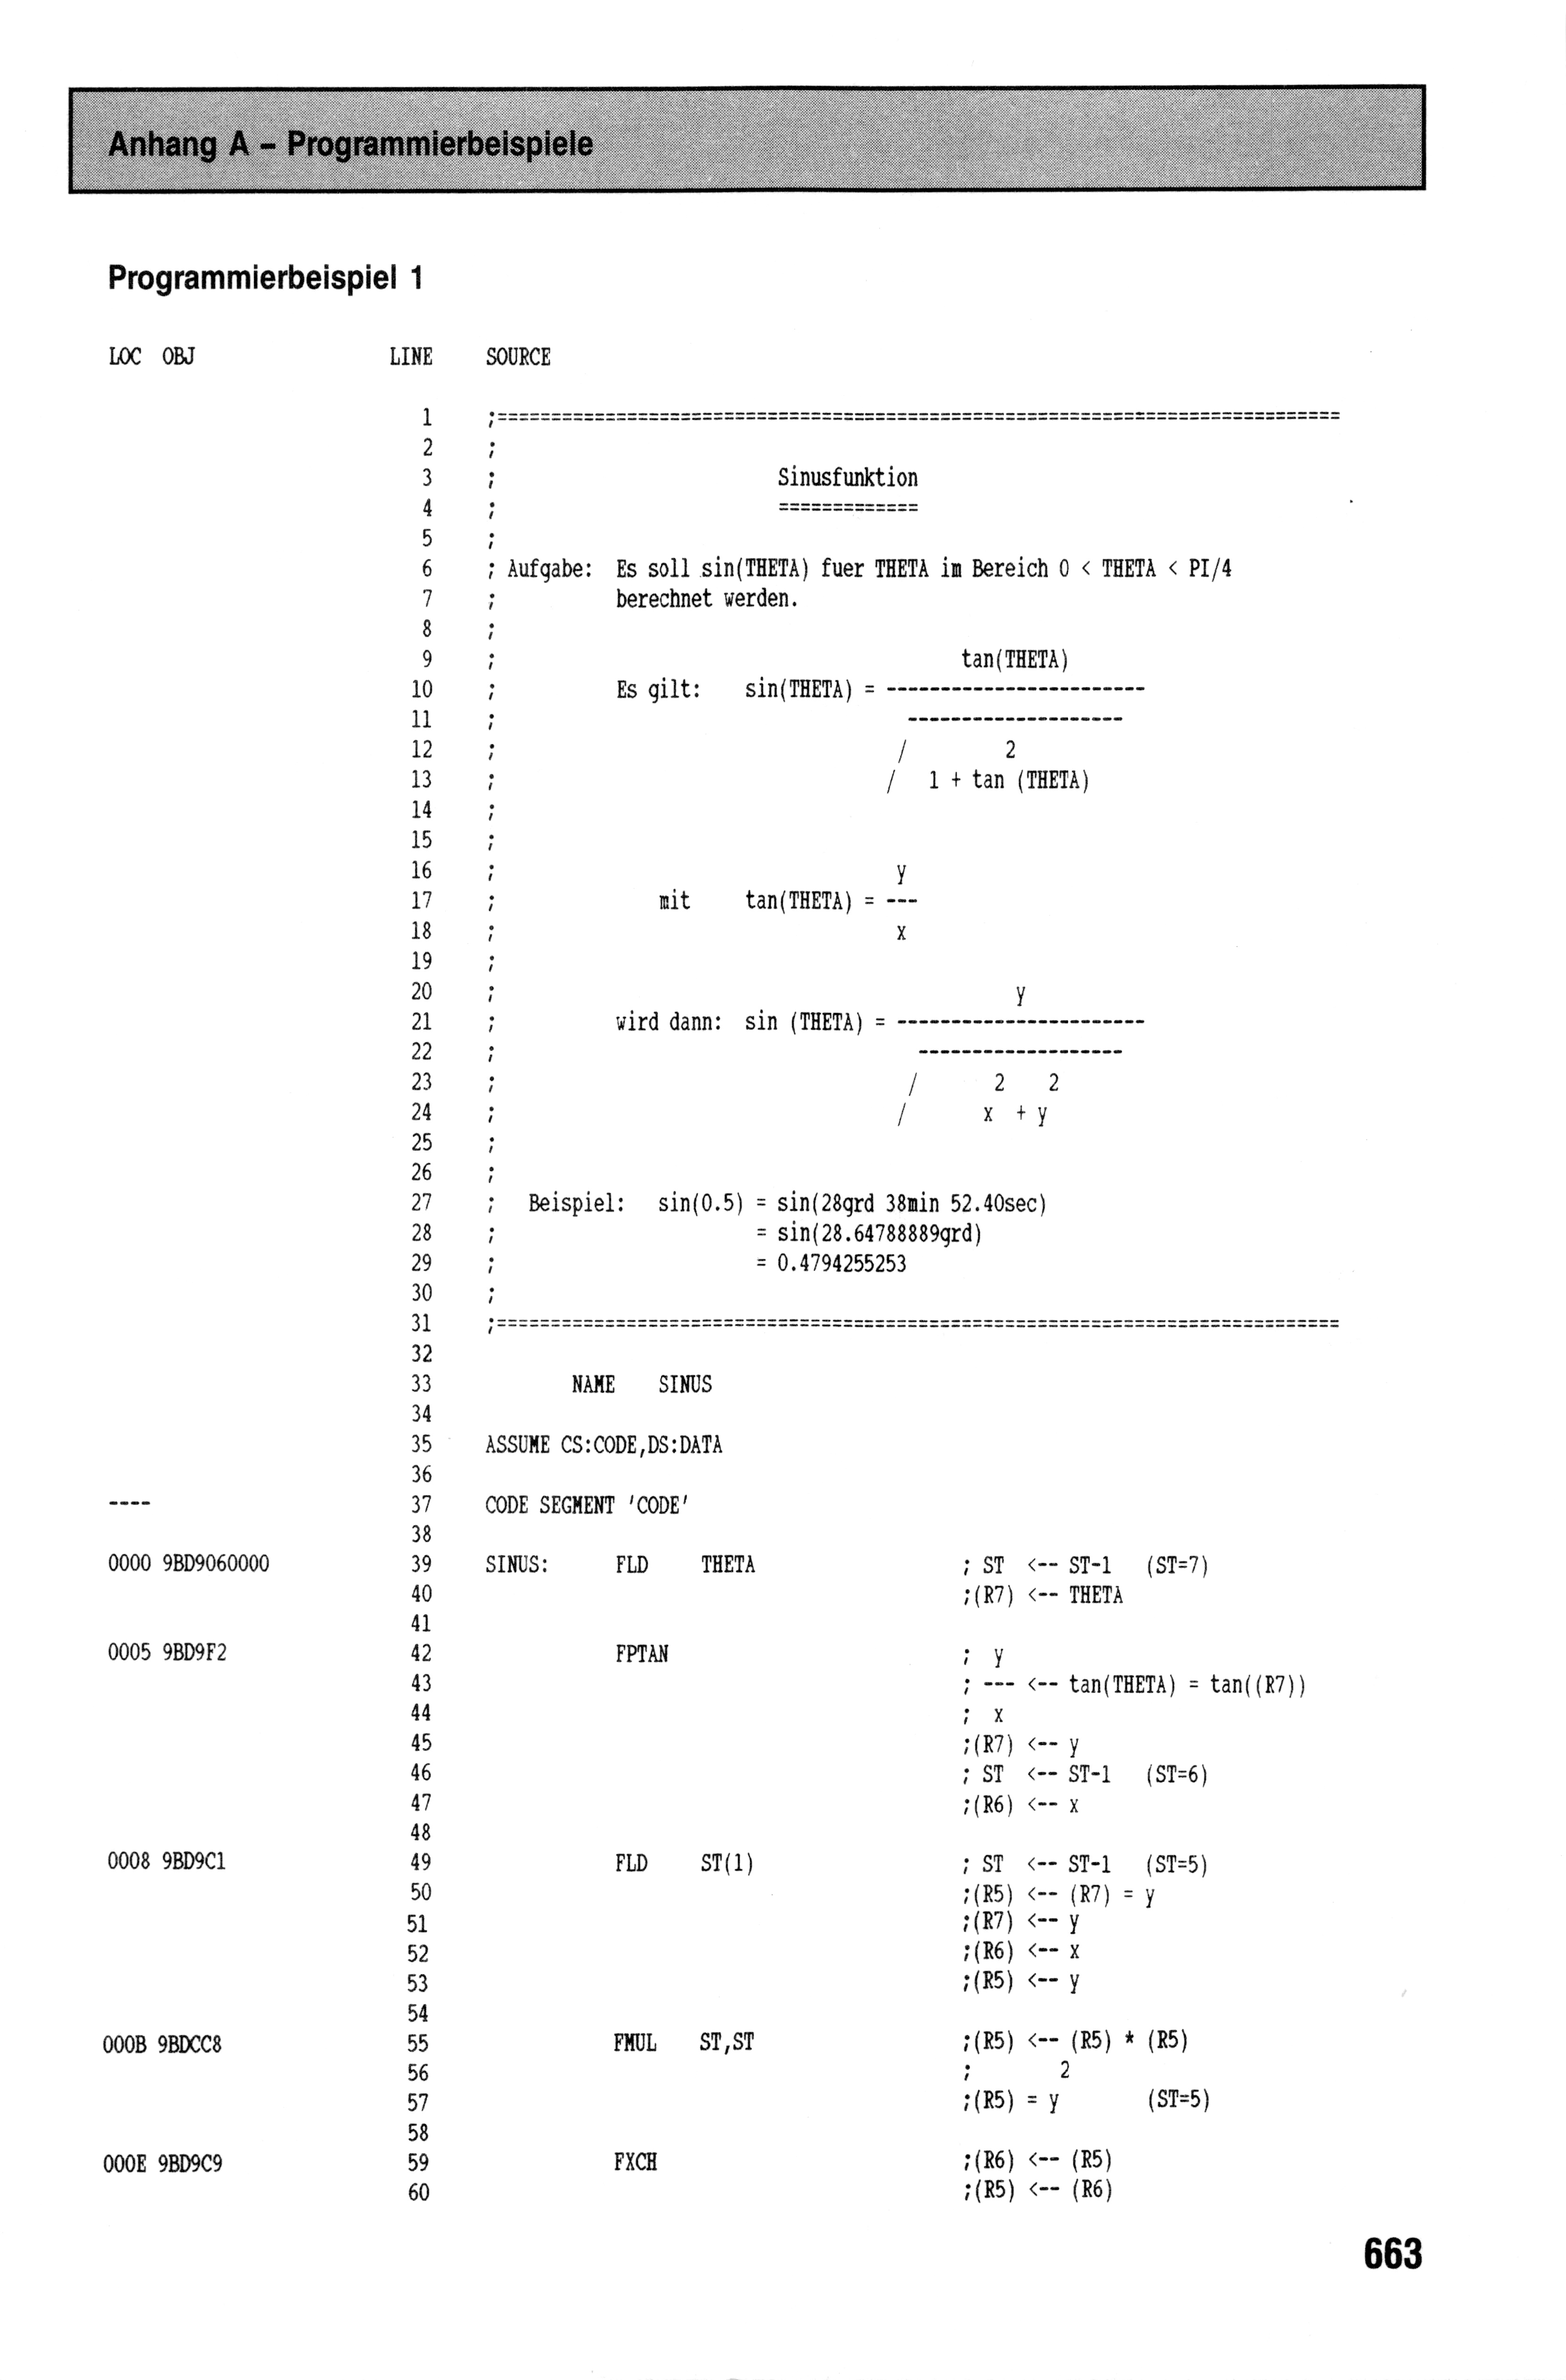 Anhang A – Programmierbeispiele
Programmierbeispiel 1
LOC  OBJ                  LINE     SOURCE
                             1     ;==============================================================================
                             2     ;
                             3     ;                          Sinusfunktion
                             4     ;                          =============
                             5     ;
                             6     ; Aufgabe:  Es soll sin(THETA) fuer THETA im Bereich 0 < THETA < PI/4
                             7     ;           berechnet werden.
                             8     ;
                             9     ;                                           tan(THETA)
                            10     ;           Es gilt:    sin(THETA) = ------------------------
                            11     ;                                      --------------------
                            12     ;                                     /         2
                            13     ;                                    /   1 + tan (THETA)
                            14     ;
                            15     ;
                            16     ;                                     y
                            17     ;               mit     tan(THETA) = ---
                            18     ;                                     x
                            19     ;
                            20     ;                                                y
                            21     ;           wird dann:  sin (THETA) = -----------------------
                            22     ;                                       -------------------
                            23     ;                                      /       2    2
                            24     ;                                     /       x  + y
                            25     ;
                            26     ;
                            27     ;   Beispiel:   sin(0.5) = sin(28grd 38min 52.40sec)
                            28     ;                        = sin(28.64788889grd)
                            29     ;                        = 0.4794255253
                            30     ;
                            31     ;==============================================================================
                            32
                            33             NAME    SINUS
                            34
                            35     ASSUME CS:CODE,DS:DATA
                            36
----                        37     CODE SEGMENT 'CODE'
                            38
0000 9BD9060000             39     SINUS:      FLD     THETA                   ; ST  <-- ST-1   (ST=7)
                            40                                                 ;(R7) <-- THETA
                            41
0005 9BD9F2                 42                 FPTAN                           ;  y
                            43                                                 ; --- <-- tan(THETA) = tan((R7))
                            44                                                 ;  x
                            45                                                 ;(R7) <-- y
                            46                                                 ; ST  <-- ST-1   (ST=6)
                            47                                                 ;(R6) <-- x
                            48
0008 9BD9C1                 49                 FLD     ST(1)                   ; ST  <-- ST-1   (ST=5)
                            50                                                 ;(R5) <-- (R7) = y
                            51                                                 ;(R7) <-- y
                            52                                                 ;(R6) <-- x
                            53                                                 ;(R5) <-- y
                            54
000B 9BDCC8                 55                 FMUL    ST,ST                   ;(R5) <-- (R5) * (R5)
                            56                                                 ;        2
                            57                                                 ;(R5) = y        (ST=5)
                            58
000E 9BD9C9                 59                 FXCH                            ;(R6) <-- (R5)
                            60                                                 ;(R5) <-- (R6)
663